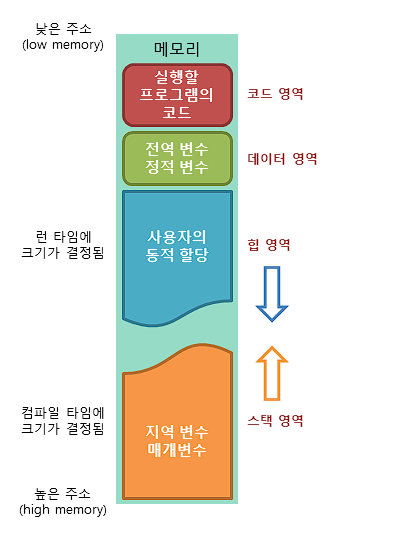 낮은 주소
(low memory)
메모리
실행할
프로그램의
코드
코드 영역
전역 변수
정적 변수
데이터 영역
런 타임에
크기가 결정됨
사용자의
동적 할당
힙 영역
컴파일 타임에
크기가 결정됨
지역 변수
매개변수
스택 영역
높은 주소
(high memory)